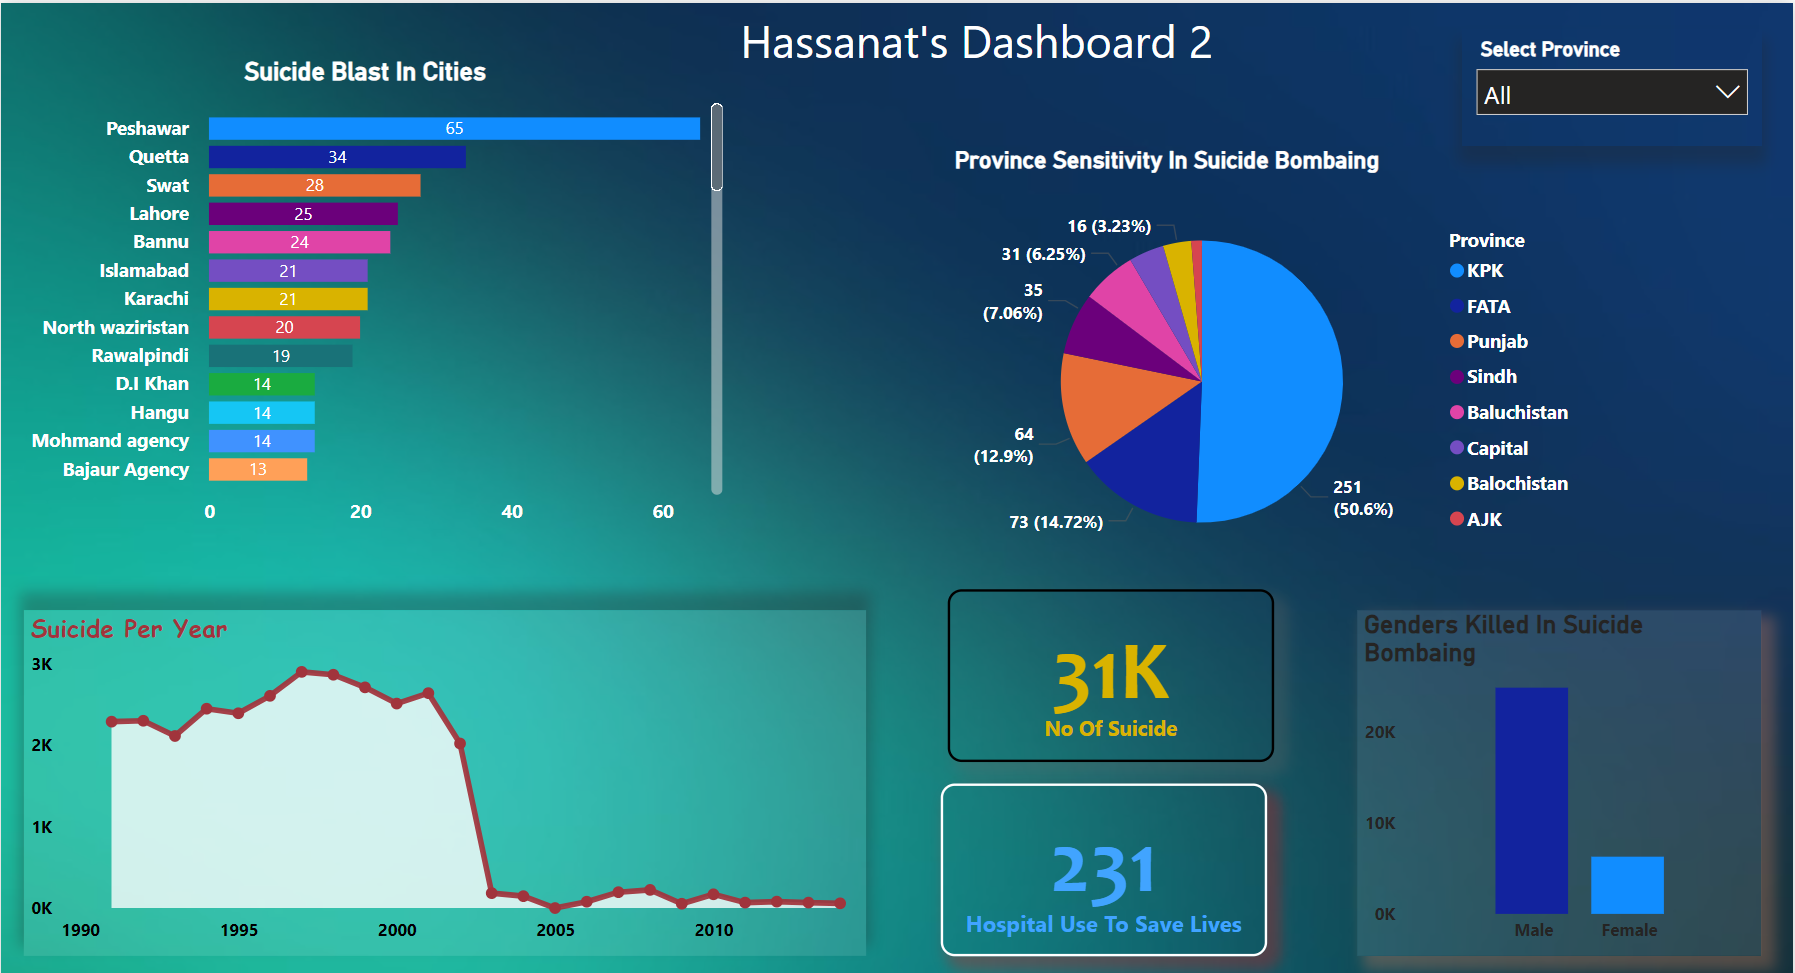 Hassanat's Dashboard 2
Select Province
All
Suicide Blast In Cities
Peshawar 65
Quetta 34
Swat 28
Lahore 25
Bannu 24
Islamabad 21
Karachi 21
North waziristan 20
Rawalpindi 19
D.I Khan 14
Hangu 14
Mohmand agency 14
Bajaur Agency 13
0 20 40 60
Province Sensitivity In Suicide Bombaing
16 (3.23%)
31 (6.25%)
35
(7.06%)
64
(12.9%)
73 (14.72%)
251
(50.6%)
Province
KPK
FATA
Punjab
Sindh
Baluchistan
Capital
Balochistan
AJK
Suicide Per Year
3K
2K
1K
0K
1990 1995 2000 2005 2010
31K
No Of Suicide
231
Hospital Use To Save Lives
Genders Killed In Suicide
Bombaing
20K
10K
0K
Male Female